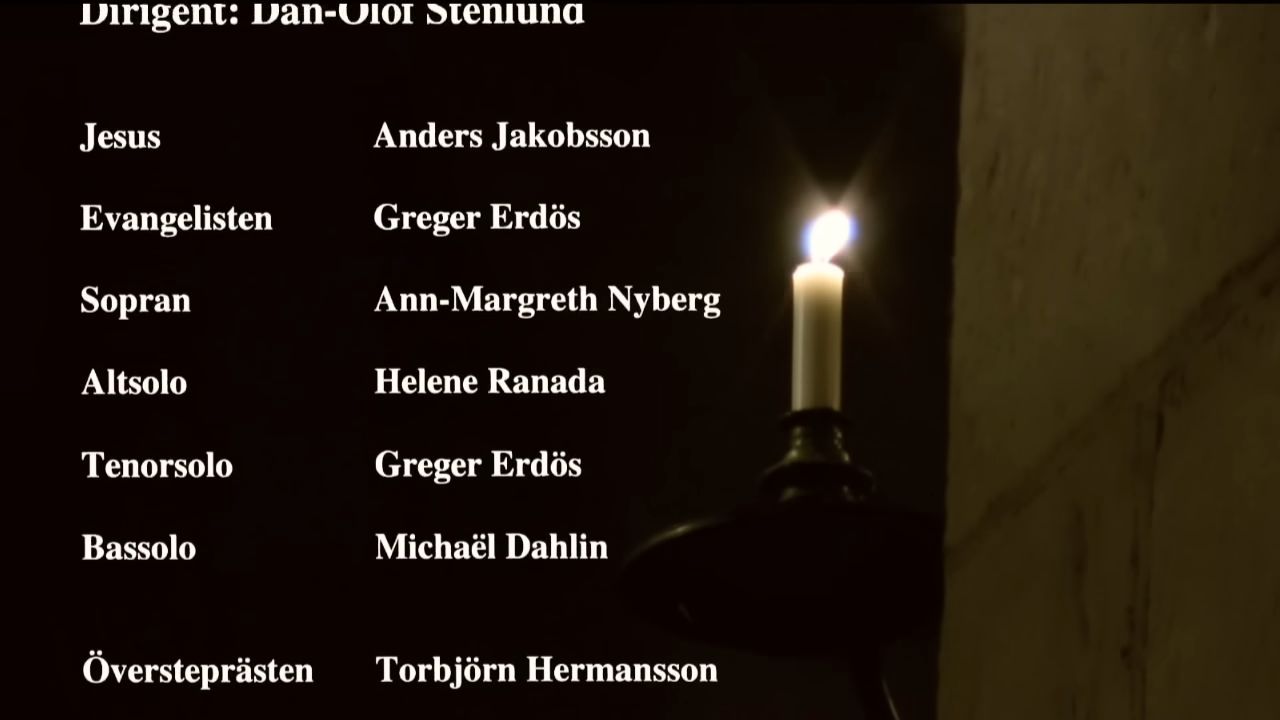 Dirigent: Dan-Olof Stenlund
Jesus Anders Jakobsson
Evangelisten Greger Erdös
Sopran Ann-Margreth Nyberg
Altsolo Helene Ranada
Tenorsolo Greger Erdös
Bassolo Michaël Dahlin
Översteprästen Torbjörn Hermansson